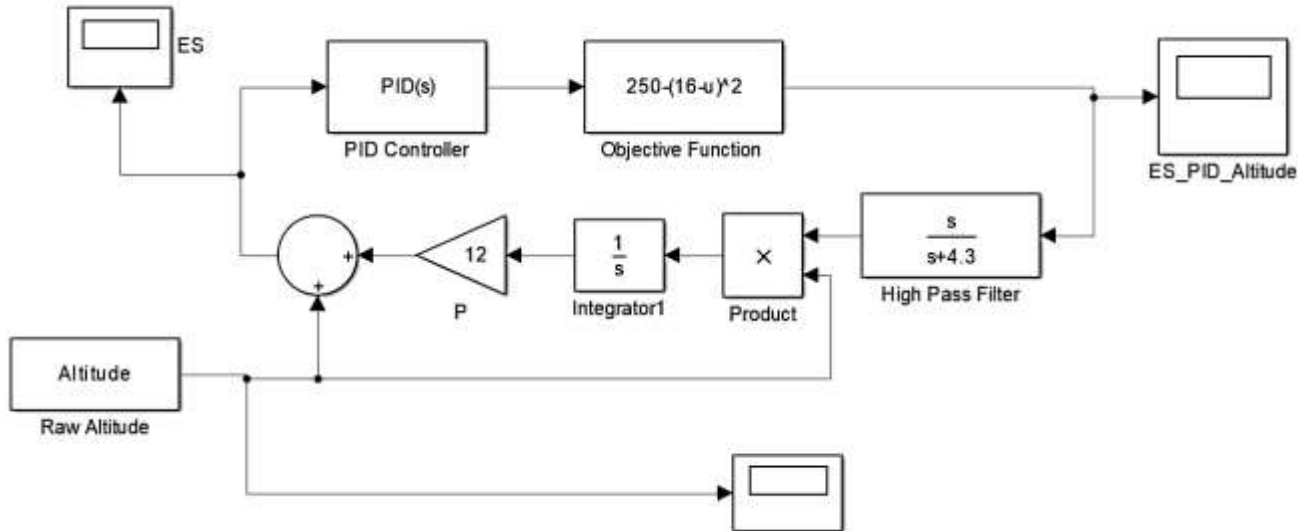 ES
PID(s)
PID Controller
250-(16-u)^2
Objective Function
ES_PID_Altitude
+
+
12
P
1
s
Integrator1
×
Product
s
s+4.3
High Pass Filter
Altitude
Raw Altitude